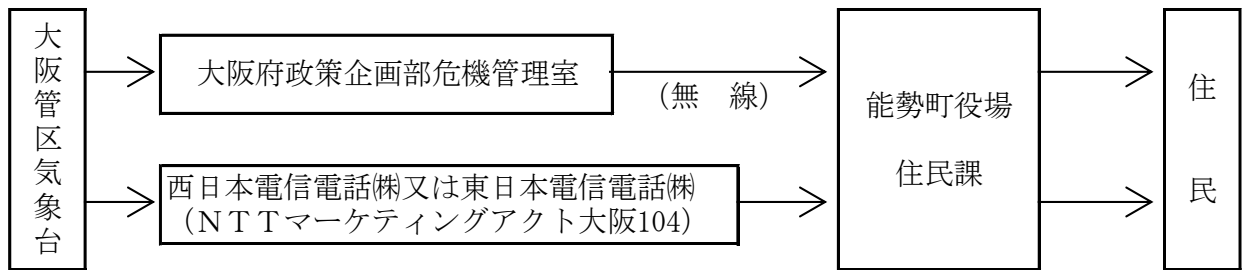 大阪管区気象台
大阪府政策企画部危機管理室
(無　線)
西日本電信電話㈱又は東日本電信電話㈱
(ＮＴＴマーケティングアクト大阪104)
能勢町役場
住民課
住民